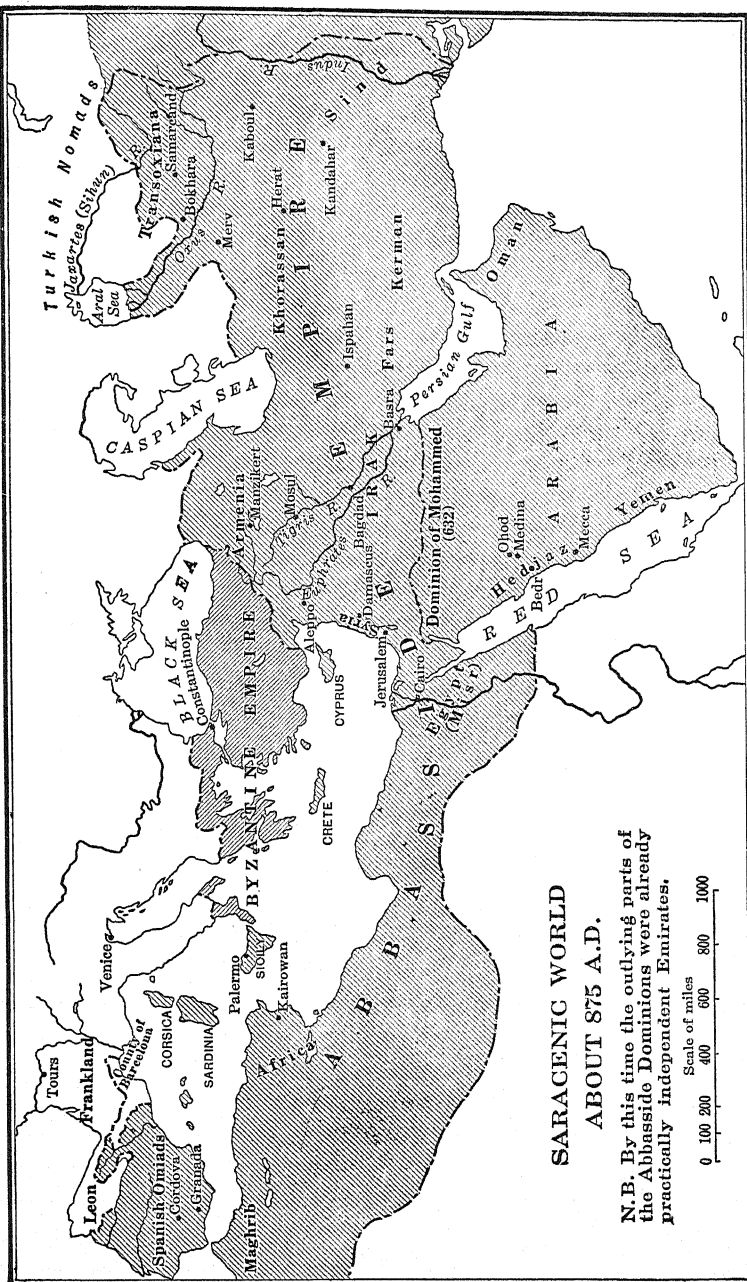 SARACENIC WORLD
ABOUT 875 A.D.
N.B. By this time the outlying parts of
the Abbasside Dominions were already
practically independent Emirates.
Scale of miles
0 100 200 400 600 800 1000
Tours
Frankland
County of
Barcelona
Leon
Spanish Omiads
Cordova
Granada
Maghrib
CORSICA
SARDINIA
Venice
Palermo
SICILY
Kairowan
Africa
BYZANTINE EMPIRE
BLACK SEA
Constantinople
CRETE
CYPRUS
ABBASSIDE EMPIRE
Egypt
(Misr)
Cairo
Jerusalem
Syria
Damascus
Aleppo
Armenia
Manzikert
Mosul
Tigris R.
Euphrates R.
Bagdad
IRAK
Basra
Dominion of Mohammed
(632)
RED SEA
Hedjaz
Bedr
Ohod
Medina
Mecca
Yemen
ARABIA
Oman
Persian Gulf
Fars
Kerman
Ispahan
Khorassan
CASPIAN SEA
Aral
Sea
Turkish Nomads
Jaxartes (Sihun) R.
Transoxiana
Samarcand
Bokhara
Oxus R.
Merv
Herat
Kaboul
Kandahar
Sind
Indus R